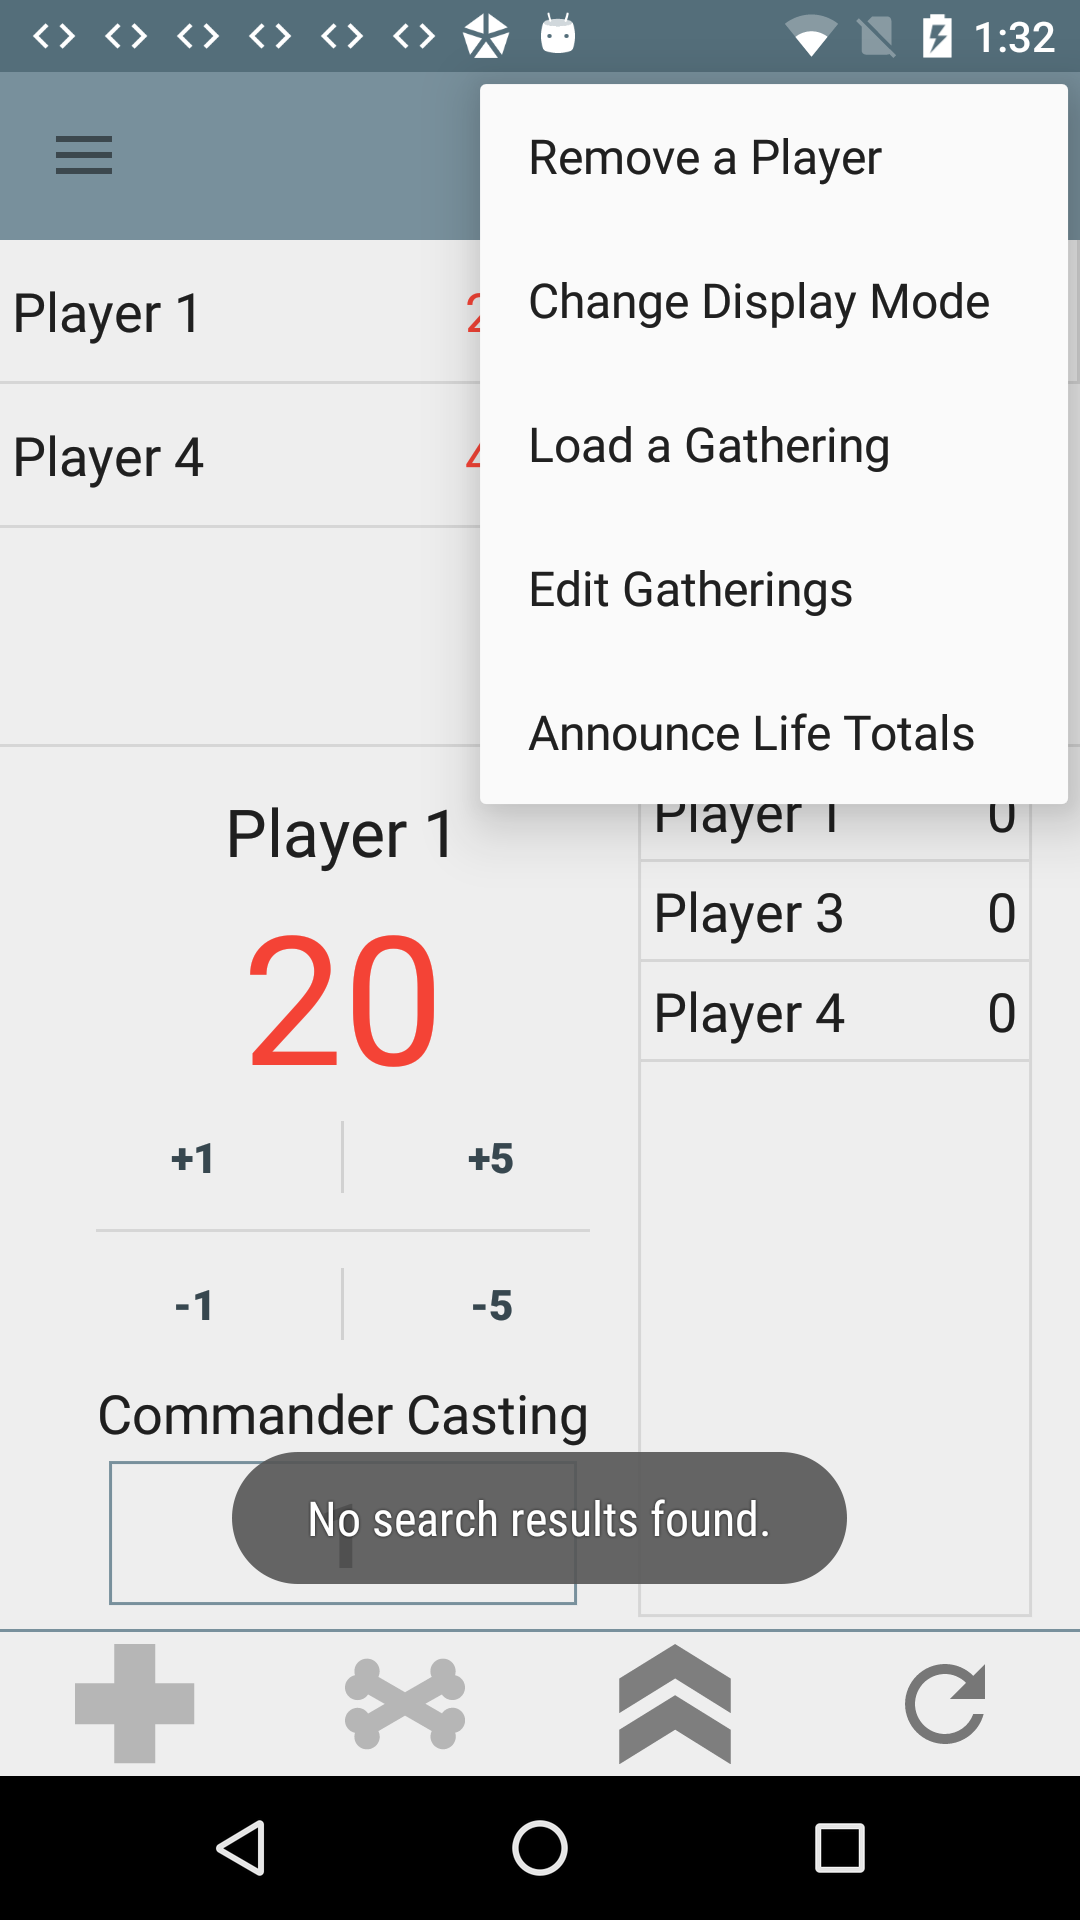 1:32
Remove a Player
Change Display Mode
Load a Gathering
Edit Gatherings
Announce Life Totals
Player 1
Player 4
Player 1
20
+1 +5
-1 -5
Commander Casting
1
Player 1 0
Player 3 0
Player 4 0
No search results found.